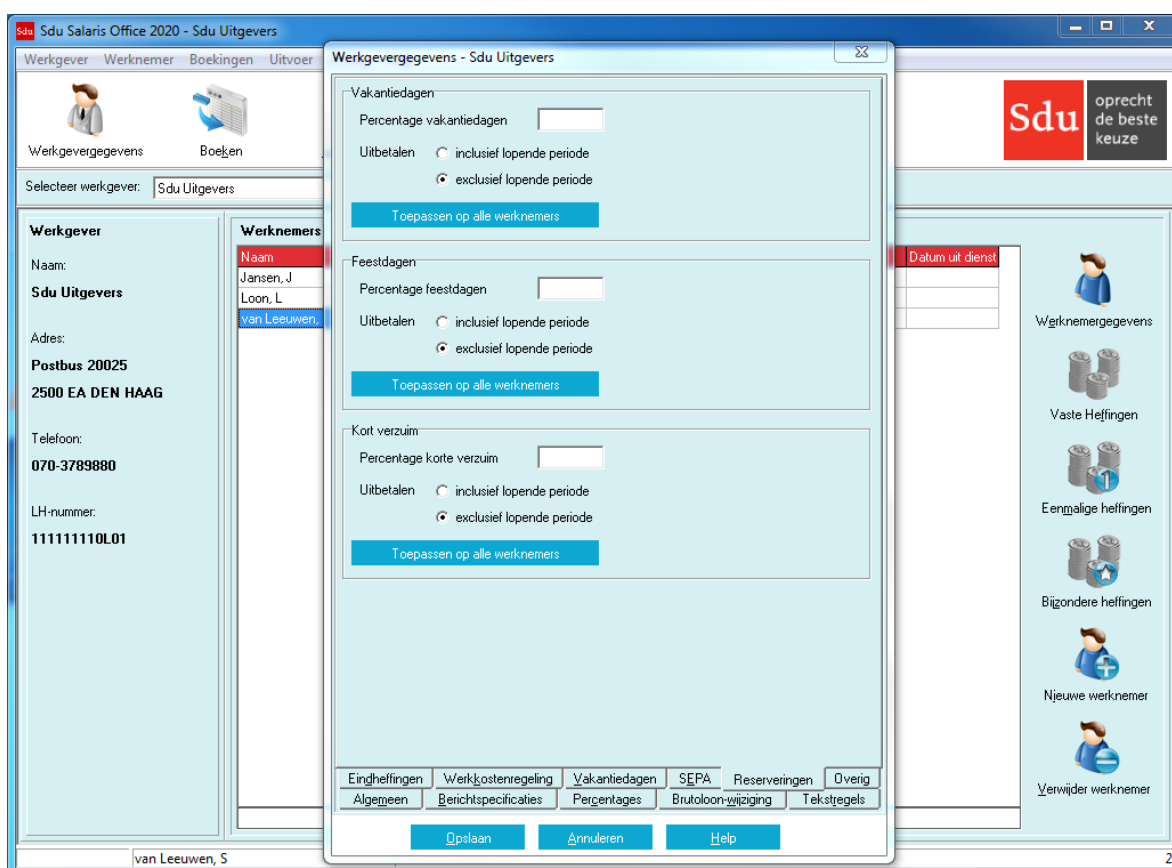 Sdu Sdu Salaris Office 2020 - Sdu Uitgevers
Werkgever Werknemer Boekingen Uitvoer
Werkgevergegevens
Boeken
Sdu
oprecht
de beste
keuze
Selecteer werkgever: Sdu Uitgevers
Werkgever
Naam:
Sdu Uitgevers
Adres:
Postbus 20025
2500 EA DEN HAAG
Telefoon:
070-3789880
LH-nummer:
111111110L01
Werknemers
Naam
Datum uit dienst
Jansen, J
Loon, L
van Leeuwen,
Werkgevergegevens - Sdu Uitgevers
Vakantiedagen
Percentage vakantiedagen
Uitbetalen inclusief lopende periode
exclusief lopende periode
Toepassen op alle werknemers
Feestdagen
Percentage feestdagen
Uitbetalen inclusief lopende periode
exclusief lopende periode
Toepassen op alle werknemers
Kort verzuim
Percentage korte verzuim
Uitbetalen inclusief lopende periode
exclusief lopende periode
Toepassen op alle werknemers
Eindheffingen Werkkostenregeling Vakantiedagen SEPA Reserveringen Overig
Algemeen Berichtspecificaties Percentages Brutoloon-wijziging Tekstregels
Opslaan Annuleren Help
Werknemergegevens
Vaste Heffingen
Eenmalige heffingen
Bijzondere heffingen
Nieuwe werknemer
Verwijder werknemer
van Leeuwen, S
2